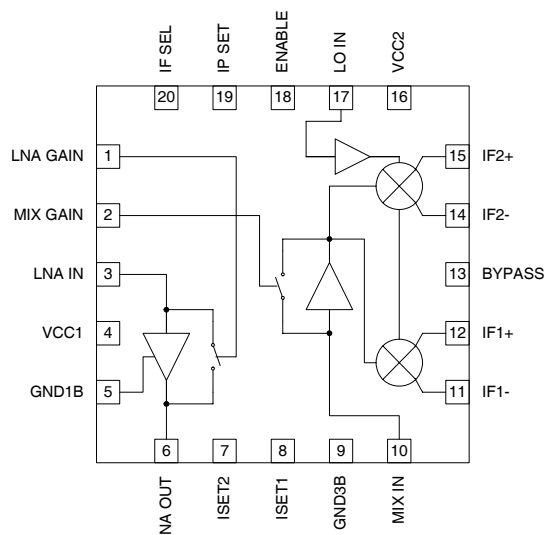 IF SEL
IP SET
ENABLE
LO IN
VCC2
20
19
18
17
16
LNA GAIN 1
15 IF2+
MIX GAIN 2
14 IF2-
LNA IN 3
13 BYPASS
VCC1 4
12 IF1+
GND1B 5
11 IF1-
6
7
8
9
10
NA OUT
ISET2
ISET1
GND3B
MIX IN